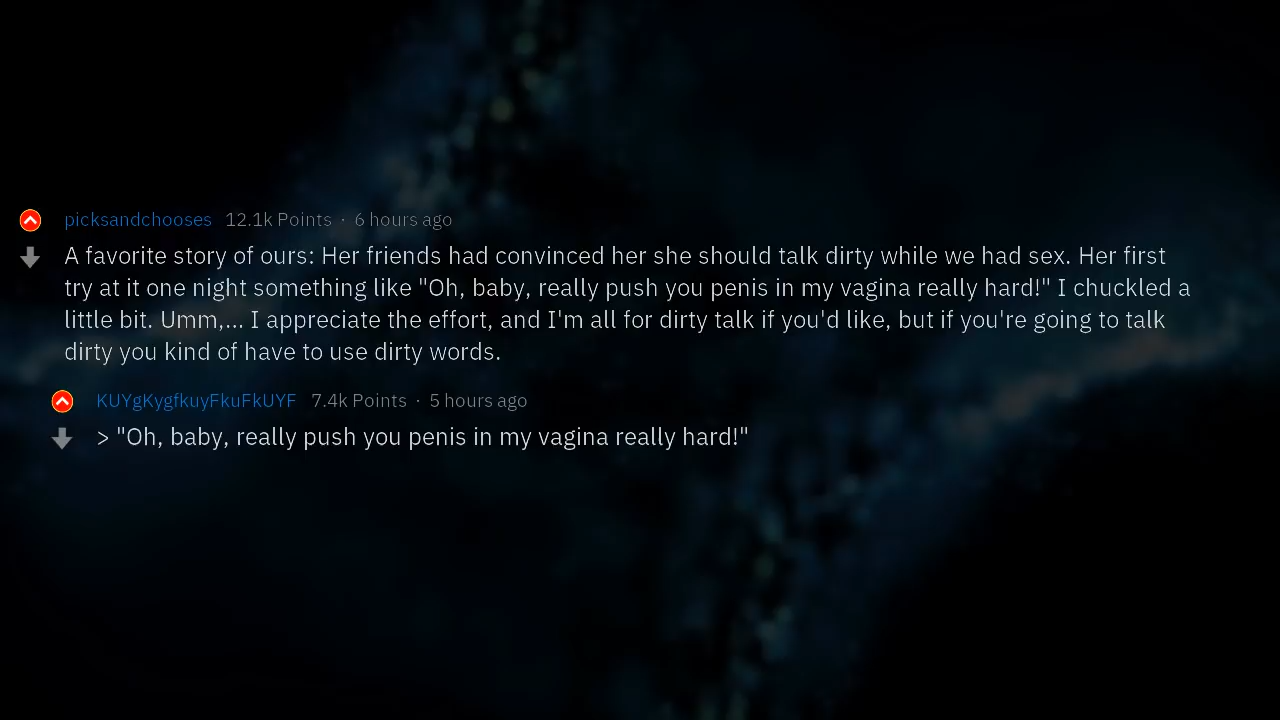 picksandchooses 12.1k Points · 6 hours ago
A favorite story of ours: Her friends had convinced her she should talk dirty while we had sex. Her first
try at it one night something like "Oh, baby, really push you penis in my vagina really hard!" I chuckled a
little bit. Umm,... I appreciate the effort, and I'm all for dirty talk if you'd like, but if you're going to talk
dirty you kind of have to use dirty words.
KUYgKygfkuyFkuFkUYF 7.4k Points · 5 hours ago
> "Oh, baby, really push you penis in my vagina really hard!"